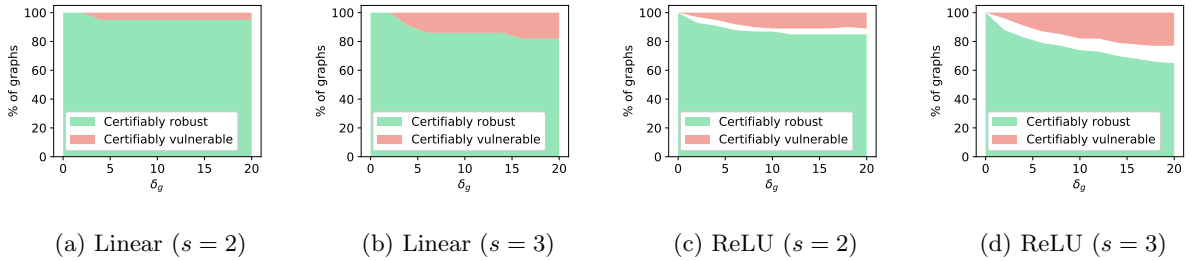 % of graphs
100
80
60
40
20
0
Certifiably robust
Certifiably vulnerable
0 5 10 15 20
δg
(a) Linear (s = 2)
% of graphs
100
80
60
40
20
0
Certifiably robust
Certifiably vulnerable
0 5 10 15 20
δg
(b) Linear (s = 3)
% of graphs
100
80
60
40
20
0
Certifiably robust
Certifiably vulnerable
0 5 10 15 20
δg
(c) ReLU (s = 2)
% of graphs
100
80
60
40
20
0
Certifiably robust
Certifiably vulnerable
0 5 10 15 20
δg
(d) ReLU (s = 3)